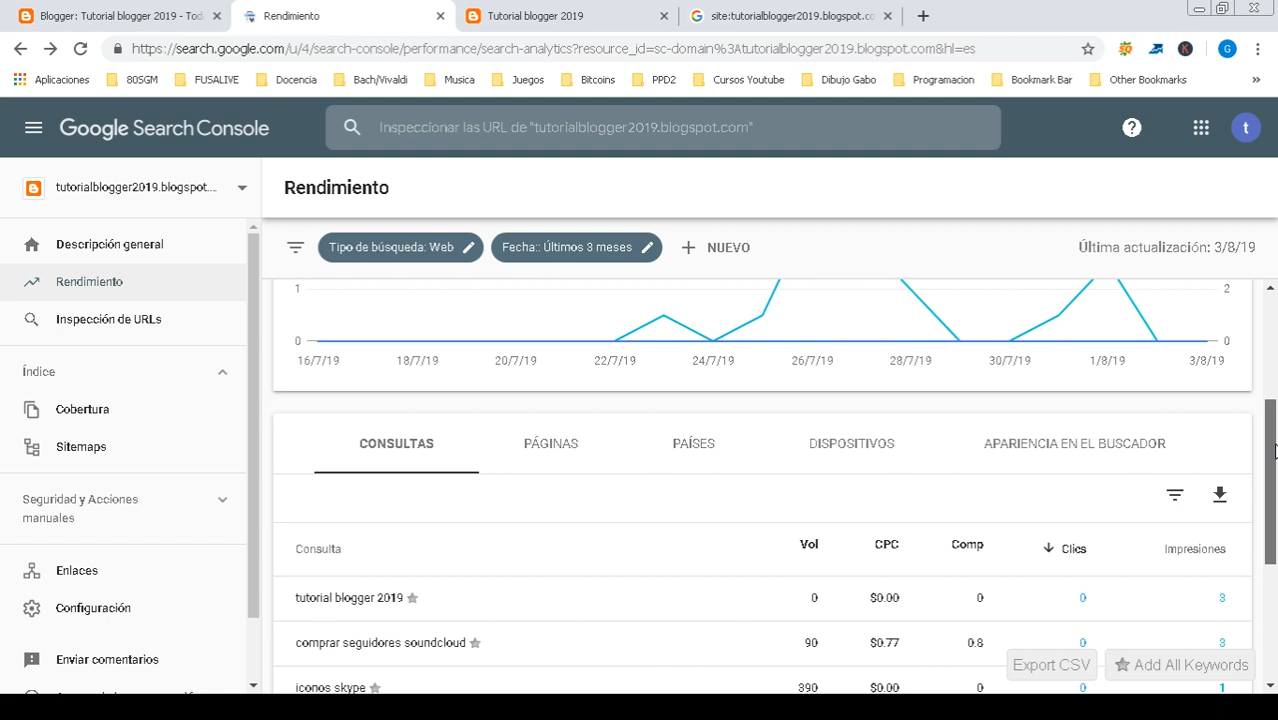 Blogger: Tutorial blogger 2019 - Tod
Rendimiento
Tutorial blogger 2019
site:tutorialblogger2019.blogspot.co
https://search.google.com/u/4/search-console/performance/search-analytics?resource_id=sc-domain%3Atutorialblogger2019.blogspot.com&hl=es
Aplicaciones
80SGM
FUSALIVE
Docencia
Bach/Vivaldi
Musica
Juegos
Bitcoins
PPD2
Cursos Youtube
Dibujo Gabo
Programacion
Bookmark Bar
Other Bookmarks
Google Search Console
Inspeccionar las URL de "tutorialblogger2019.blogspot.com"
t
tutorialblogger2019.blogspot....
Rendimiento
Descripción general
Rendimiento
Inspección de URLs
Índice
Cobertura
Sitemaps
Seguridad y Acciones
manuales
Enlaces
Configuración
Enviar comentarios
Tipo de búsqueda: Web
Fecha:: Últimos 3 meses
NUEVO
Última actualización: 3/8/19
1
2
0
0
16/7/19 18/7/19 20/7/19 22/7/19 24/7/19 26/7/19 28/7/19 30/7/19 1/8/19 3/8/19
CONSULTAS PÁGINAS PAÍSES DISPOSITIVOS APARIENCIA EN EL BUSCADOR
Consulta Vol CPC Comp Clics Impresiones
tutorial blogger 2019 0 $0.00 0 0 3
comprar seguidores soundcloud 90 $0.77 0.8 0 3
iconos skype 390 $0.00 0 0 1
Export CSV
Add All Keywords